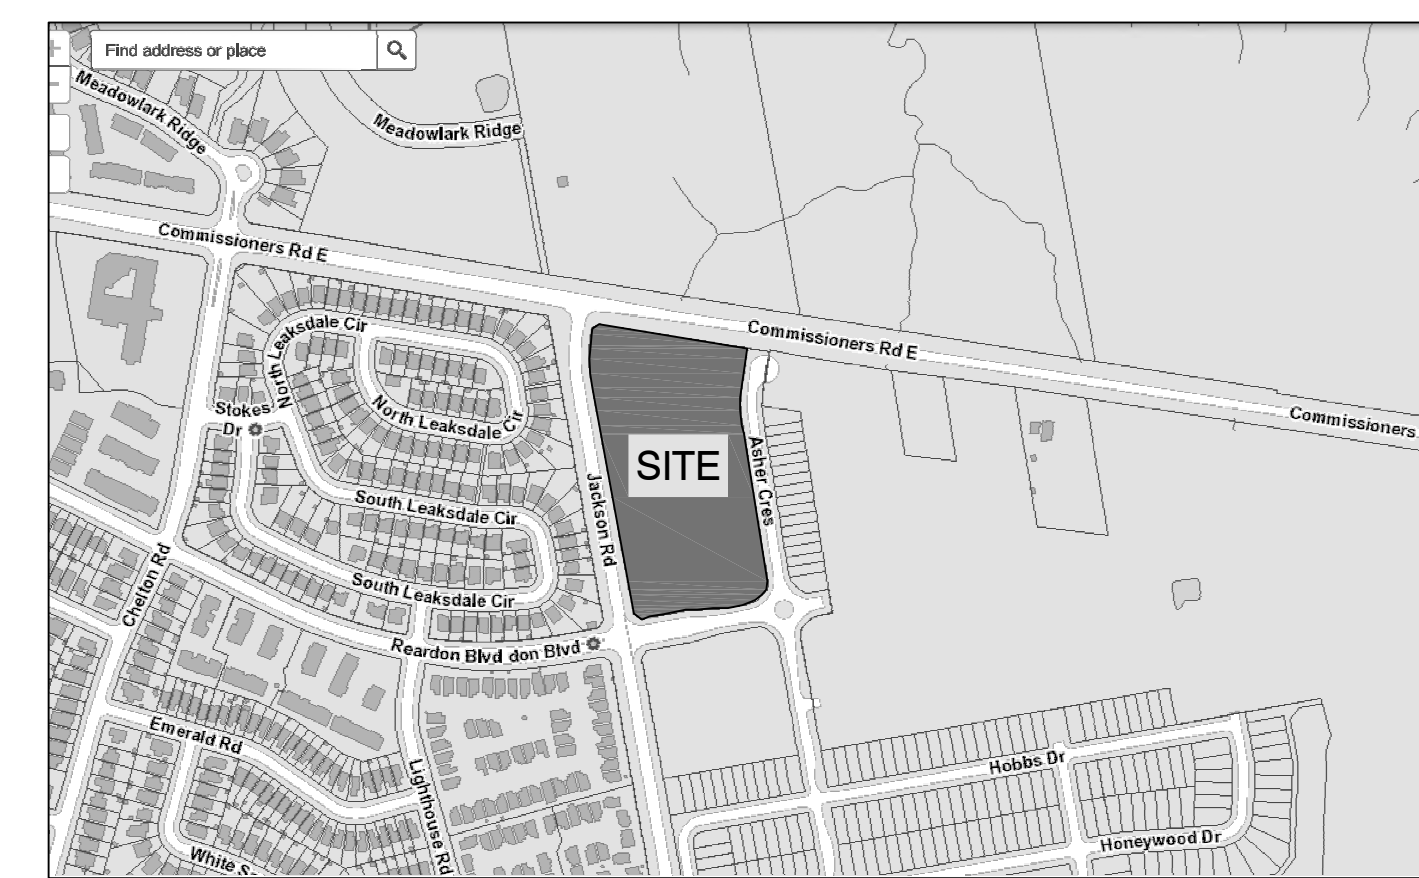 Find address or place
Meadowlark Ridge
Meadowlark Ridge
Commissioners Rd E
Commissioners Rd E
Commissioners
North Leaksdale Cir
Stokes
Dr
North Leaksdale Cir
SITE
Asher Cres
Jackson Rd
South Leaksdale Cir
South Leaksdale Cir
Chelton Rd
Reardon Blvd don Blvd
Emerald Rd
Hobbs Dr
Lighthouse Rd
Honeywood Dr
White